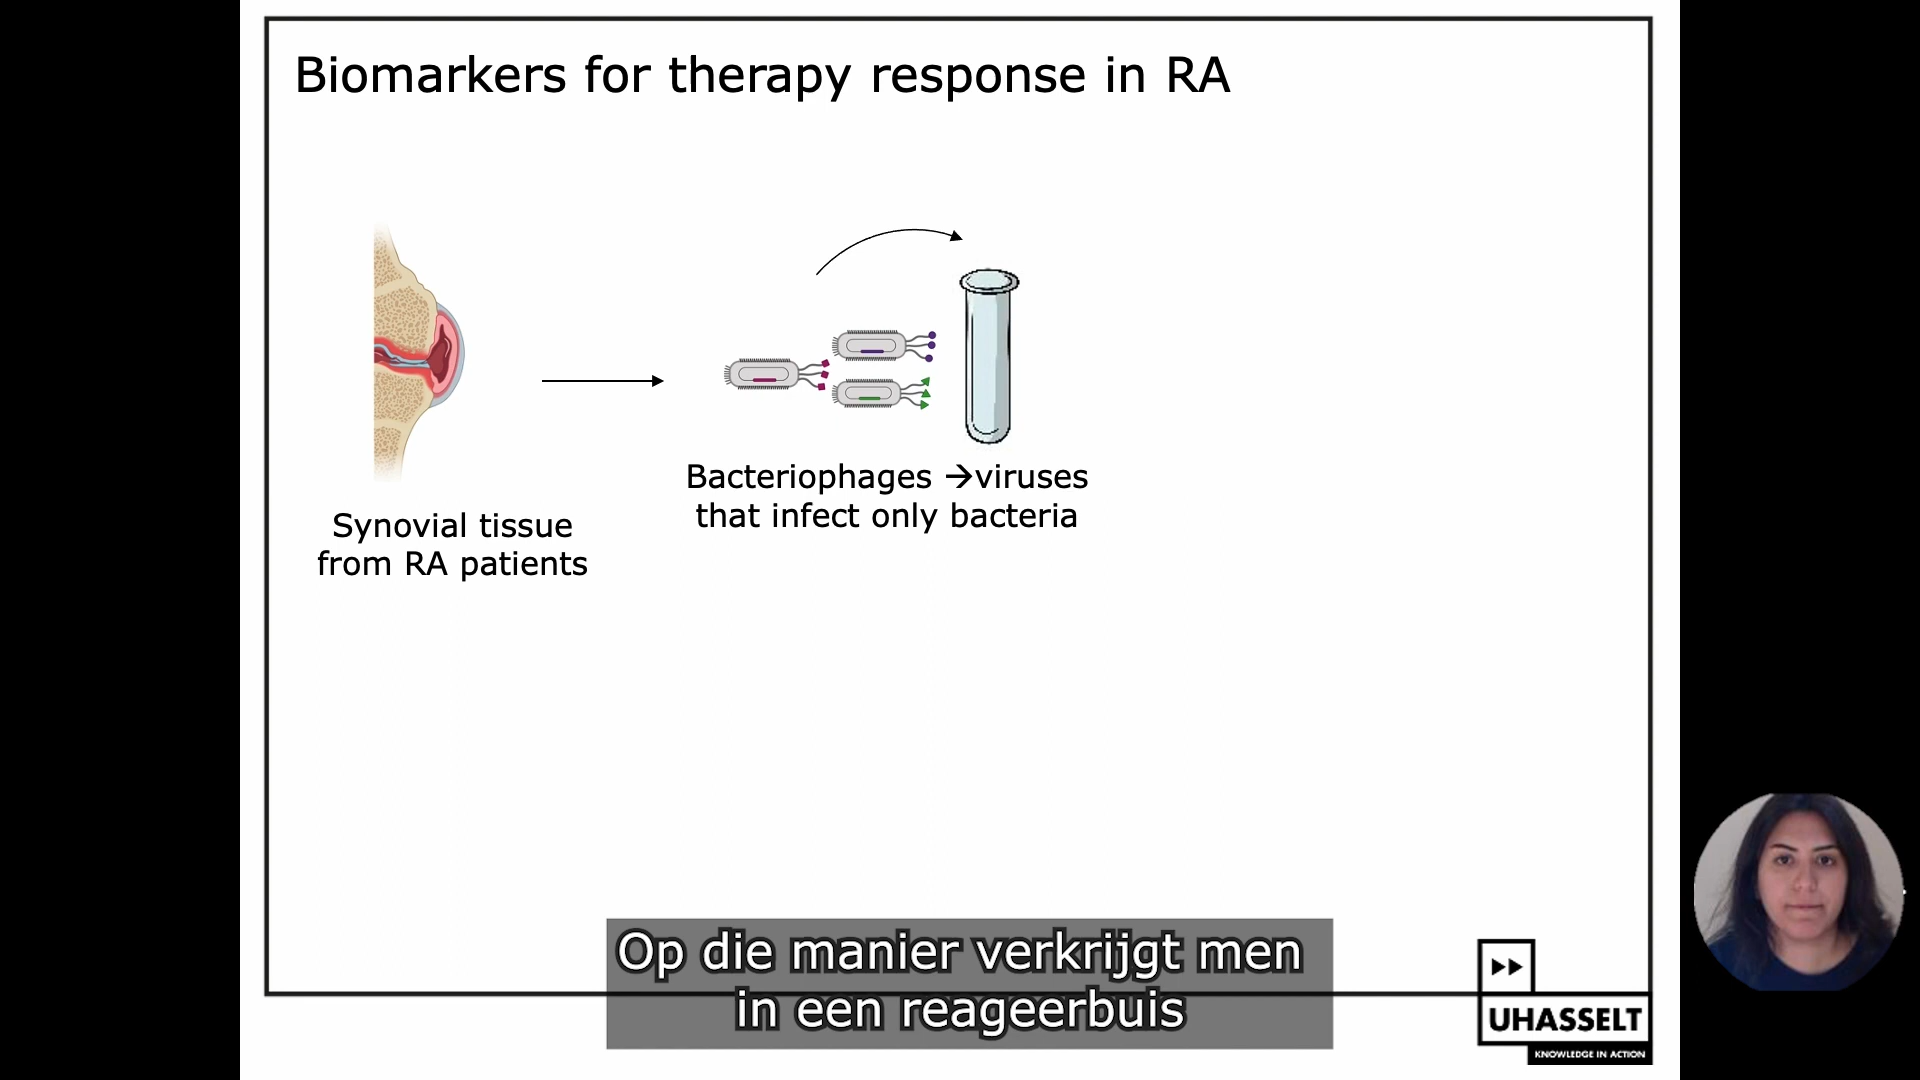 Biomarkers for therapy response in RA
Bacteriophages →viruses
that infect only bacteria
Synovial tissue
from RA patients
Op die manier verkrijgt men
in een reageerbuis
UHASSELT
KNOWLEDGE IN ACTION